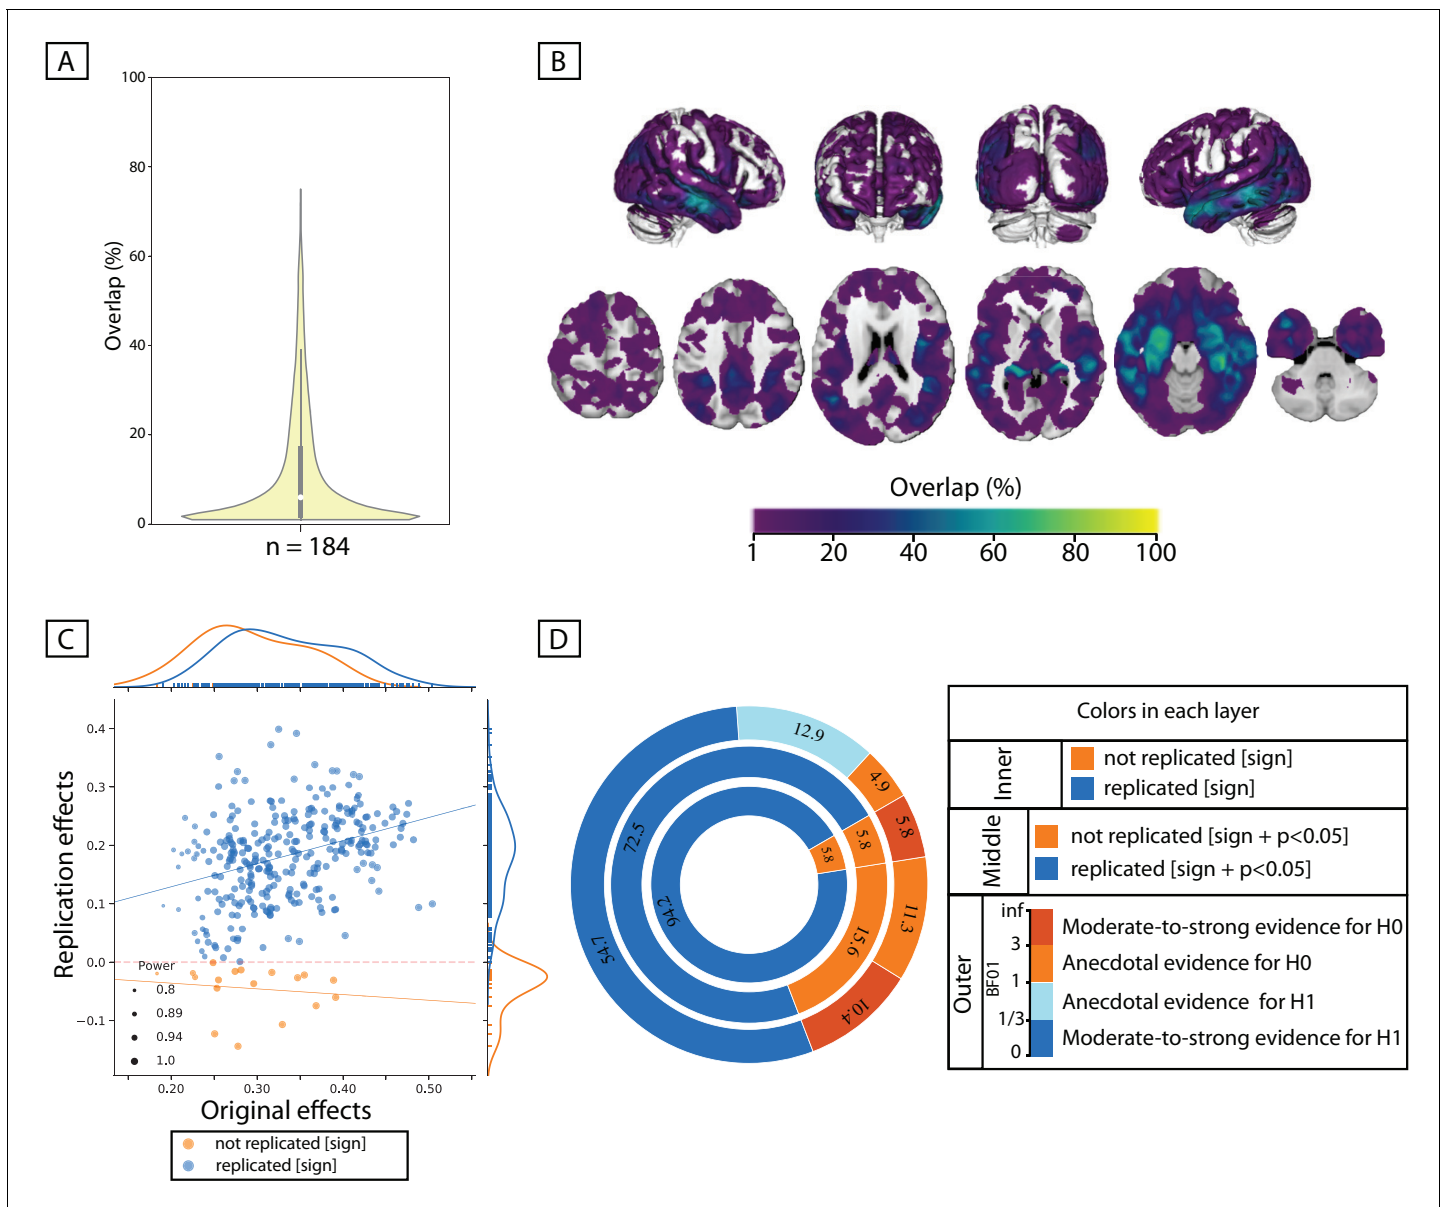 A
100
80
60
40
20
0
Overlap (%)
n = 184
B
Overlap (%)
1 20 40 60 80 100
C
0.4
0.3
0.2
0.1
0.0
−0.1
Replication effects
Power
0.8
0.89
0.94
1.0
0.20 0.30 0.40 0.50
Original effects
not replicated [sign]
replicated [sign]
D
12.9
4.9
5.8
11.3
10.4
54.7
72.5
5.8
15.6
94.2
5.8
Colors in each layer
Inner
not replicated [sign]
replicated [sign]
Middle
not replicated [sign + p<0.05]
replicated [sign + p<0.05]
Outer
BF01
inf
3
1
1/3
0
Moderate-to-strong evidence for H0
Anecdotal evidence for H0
Anecdotal evidence for H1
Moderate-to-strong evidence for H1